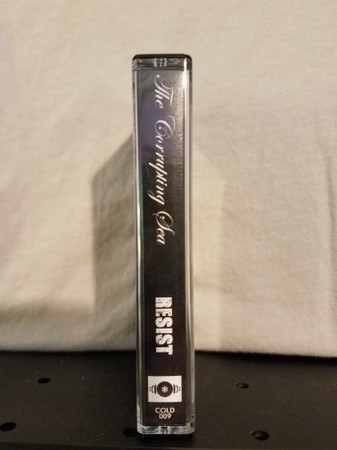 The Corrupting Sea
RESIST
COLD
009